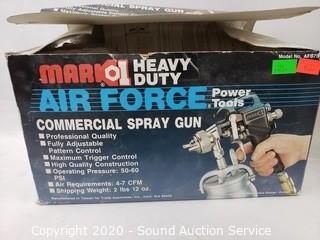 Model No. AFB75
MARK 01 HEAVY
DUTY
AIR FORCE Power
Tools
COMMERCIAL SPRAY GUN
■ Professional Quality
■ Fully Adjustable
Pattern Control
■ Maximum Trigger Control
■ High Quality Construction
■ Operating Pressure: 50-60
PSI
■ Air Requirements: 4-7 CFM
■ Shipping Weight: 2 lbs 12 oz.
Copyright 2020 - Sound Auction Service